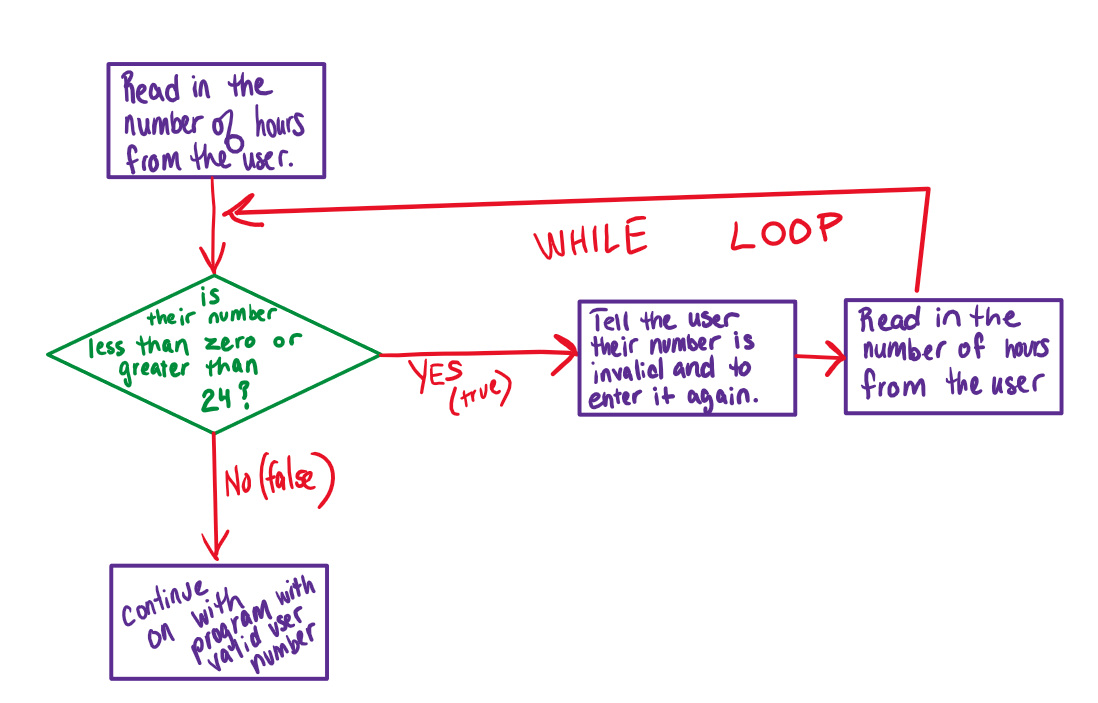 Read in the
number of hours
from the user.
WHILE LOOP
is
their number
less than zero or
greater than
24?
YES
(true)
Tell the user
their number is
invalid and to
enter it again.
Read in the
number of hours
from the user
No (false)
Continue
on with
program with
valid user
number